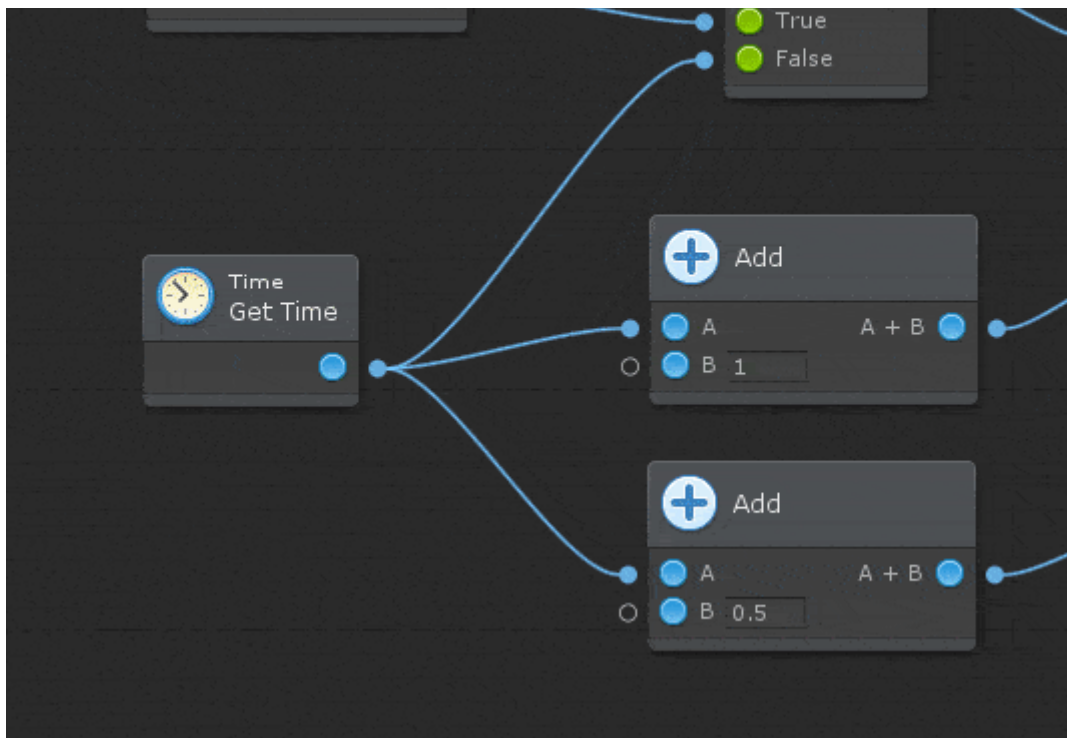 True
False
Time
Get Time
Add
A A + B
B 1
Add
A A + B
B 0.5